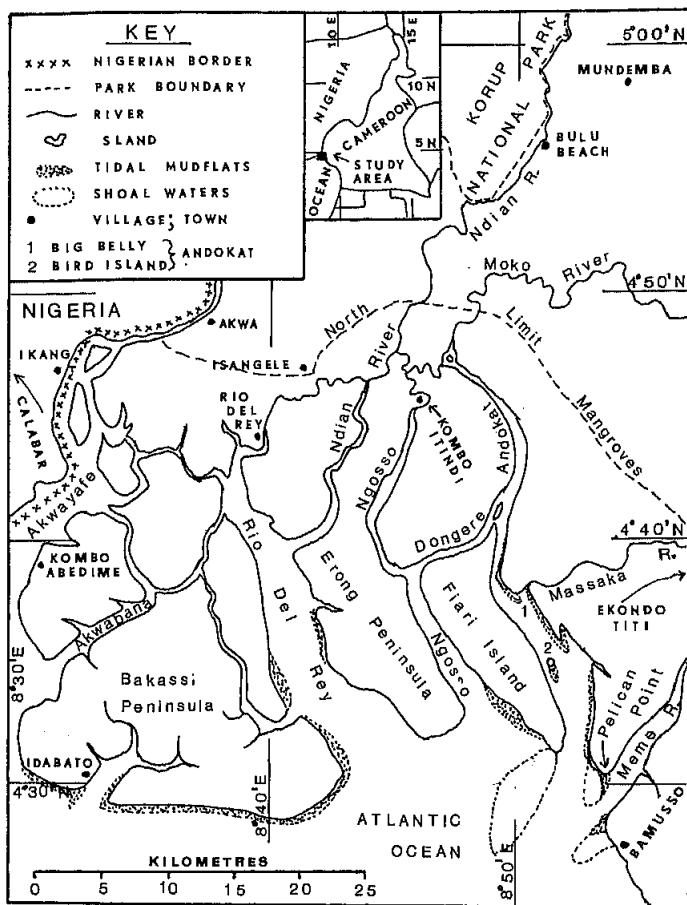 KEY
NIGERIAN BORDER
PARK BOUNDARY
RIVER
SLAND
TIDAL MUDFLATS
SHOAL WATERS
VILLAGE; TOWN
1 BIG BELLY } ANDOKAT
2 BIRD ISLAND
10 E
15 E
NIGERIA
CAMEROON
10 N
5 N
STUDY
AREA
OCEAN
KORUP
NATIONAL
PARK
5°00'N
MUNDEMBA
BULU
BEACH
Ndian R.
Moko River
4°50'N
NIGERIA
AKWA
North
Limit
Mangroves
IKANG
ISANGELE
River
Ndian
CALABAR
RIO
DEL
REY
KOMBO
ITINDI
Andokat
Ngosso
Akwayafe
Dongere
4°40'N
KOMBO
ABEDIME
Rio
Del
Rey
Erong
Peninsula
Massaka
R.
EKONDO
TITI
Fiari
Island
1
2
Akwabana
Ngosso
8°30'E
Bakassi
Peninsula
Pelican
Point
Meme R.
IDABATO
4°30'N
8°40'E
ATLANTIC
OCEAN
8°50'E
BAMUSSO
KILOMETRES
0 5 10 15 20 25